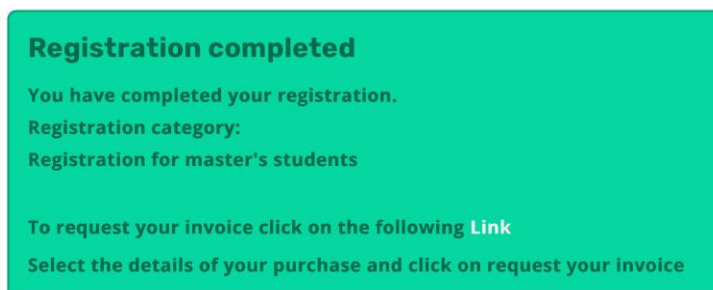 Registration completed
You have completed your registration.
Registration category:
Registration for master's students
To request your invoice click on the following Link
Select the details of your purchase and click on request your invoice